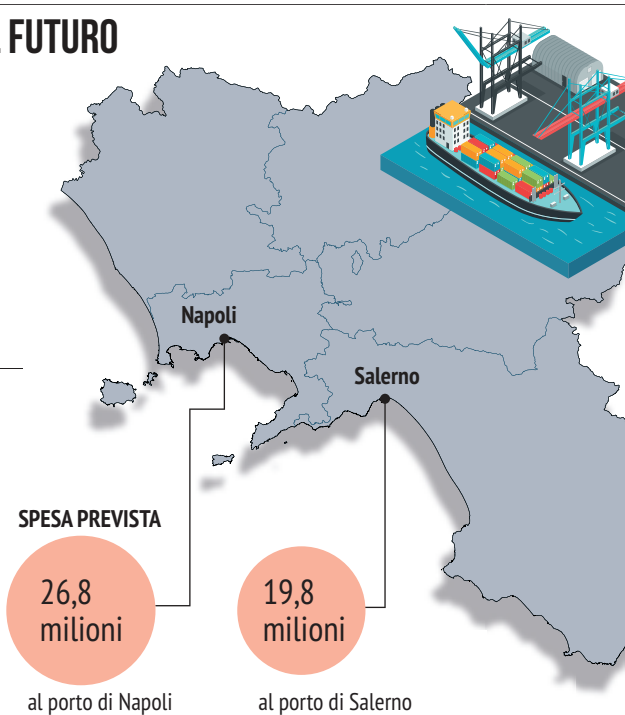 FUTURO
Napoli
Salerno
SPESA PREVISTA
26,8
milioni
19,8
milioni
al porto di Napoli
al porto di Salerno